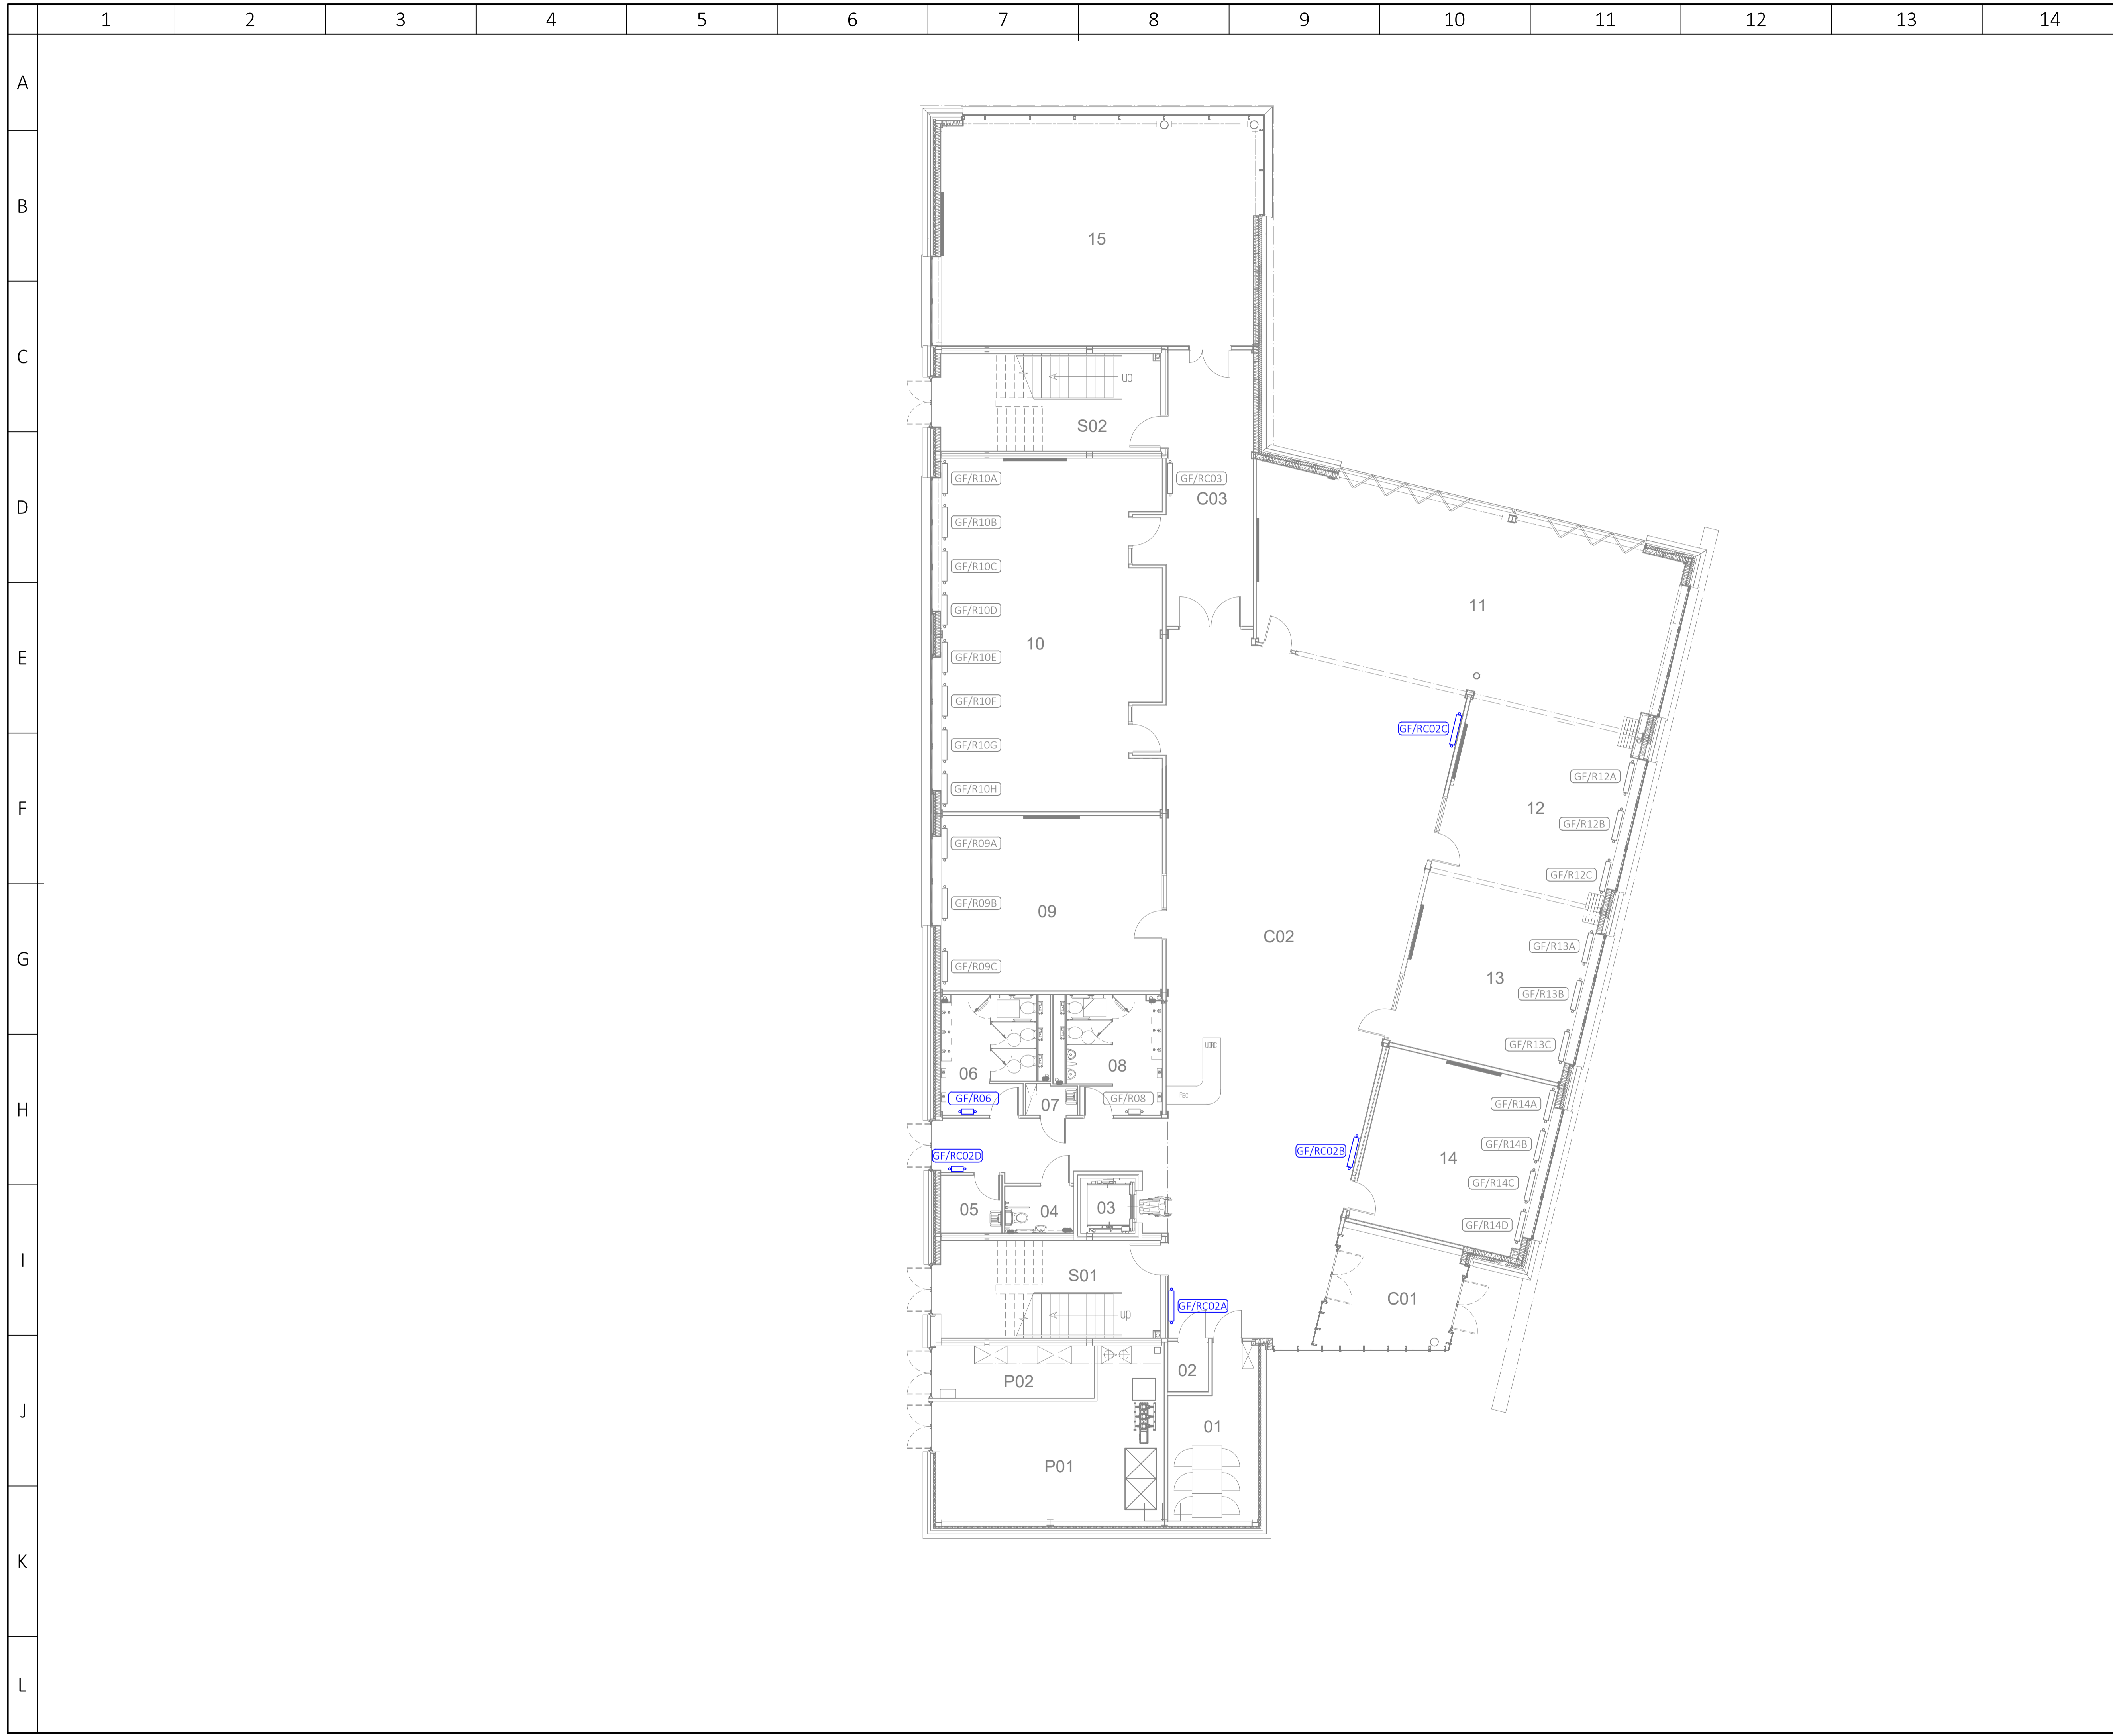 1 2 3 4 5 6 7 8 9 10 11 12 13 14
A
B
15
C
up
S02
D
GF/R10A
GF/RC03
C03
GF/R10B
GF/R10C
GF/R10D
11
10
E
GF/R10E
GF/R10F
GF/RC02C
GF/R10G
GF/R12A
GF/R10H
F
12
GF/R12B
GF/R09A
GF/R12C
GF/R09B
09
C02
GF/R13A
G
GF/R09C
13
GF/R13B
GF/R13C
06
08
Rec
GF/R06
GF/R08
07
GF/R14A
H
GF/R14B
GF/RC02D
GF/RC02B
14
GF/R14C
05
04
03
GF/R14D
I
S01
C01
GF/RC02A
up
02
P02
J
01
P01
K
L